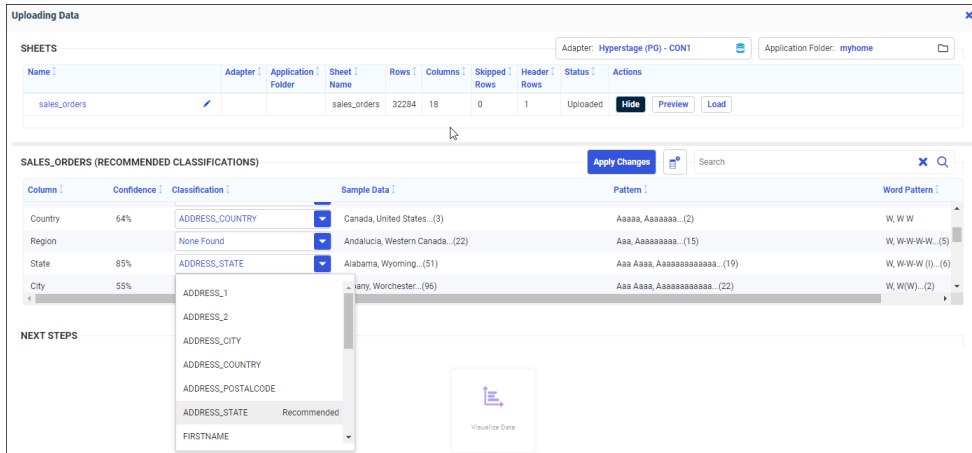 Uploading Data
SHEETS
Adapter: Hyperstage (PG) - CON1
Application Folder: myhome
Name Adapter Application Folder Sheet Name Rows Columns Skipped Rows Header Rows Status Actions
sales_orders sales_orders 32284 18 0 1 Uploaded Hide Preview Load
SALES_ORDERS (RECOMMENDED CLASSIFICATIONS)
Apply Changes
Search
Column Confidence Classification Sample Data Pattern Word Pattern
Country 64% ADDRESS_COUNTRY Canada, United States...(3) Aaaaa, Aaaaaaa...(2) W, W W
Region None Found Andalucia, Western Canada...(22) Aaa, Aaaaaaaaa...(15) W, W-W-W-W...(5)
State 85% ADDRESS_STATE Alabama, Wyoming...(51) Aaa Aaaa, Aaaaaaaaaaaaa...(19) W, W-W-W (I)...(6)
City 55% any, Worchester...(96) Aaa Aaaa, Aaaaaaaaaaaa...(22) W, W(W)...(2)
ADDRESS_1
ADDRESS_2
ADDRESS_CITY
ADDRESS_COUNTRY
ADDRESS_POSTALCODE
ADDRESS_STATE Recommended
FIRSTNAME
NEXT STEPS
Visualize Data